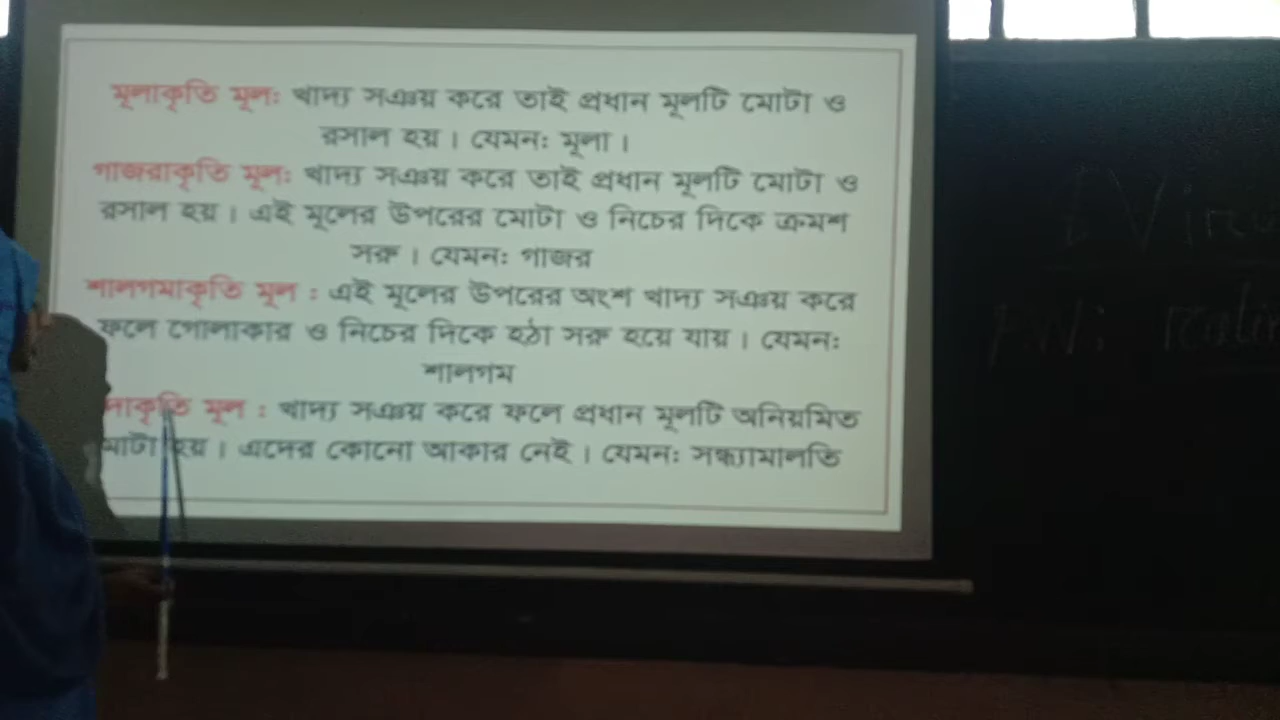 মূলাকৃতি মূল: খাদ্য সঞ্চয় করে তাই প্রধান মূলটি মোটা ও
রসাল হয় । যেমন: মূলা ।
গাজরাকৃতি মূল: খাদ্য সঞ্চয় করে তাই প্রধান মূলটি মোটা ও
রসাল হয় । এই মূলের উপরের মোটা ও নিচের দিকে ক্রমশ
সরু । যেমন: গাজর
শালগমাকৃতি মূল : এই মূলের উপরের অংশ খাদ্য সঞ্চয় করে
ফলে গোলাকার ও নিচের দিকে হঠা সরু হয়ে যায় । যেমন:
শালগম
মূল : খাদ্য সঞ্চয় করে ফলে প্রধান মূলটি অনিয়মিত
হয় । এদের কোনো আকার নেই । যেমন: সন্ধ্যামালতি